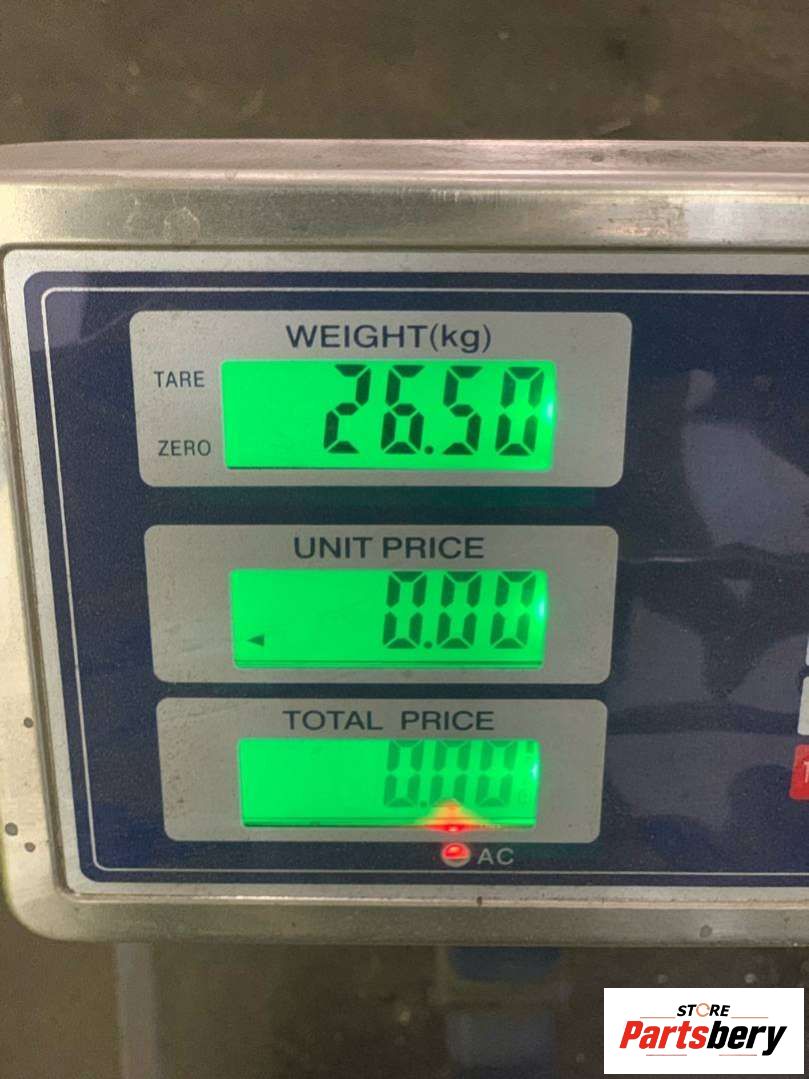 WEIGHT(kg)
TARE
26.50
ZERO
UNIT PRICE
0.00
TOTAL PRICE
0.00
AC
STORE
Partsbery